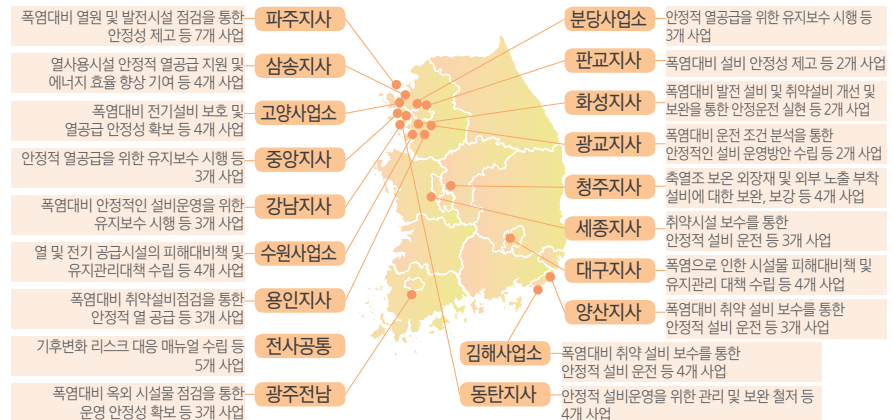 폭염대비 열원 및 발전시설 점검을 통한
안정성 제고 등 7개 사업
파주지사
열사용시설 안정적 열공급 지원 및
에너지 효율 향상 기여 등 4개 사업
삼송지사
폭염대비 전기설비 보호 및
열공급 안정성 확보 등 4개 사업
고양사업소
안정적 열공급을 위한 유지보수 시행 등
3개 사업
중앙지사
폭염대비 안정적인 설비운영을 위한
유지보수 시행 등 3개 사업
강남지사
열 및 전기 공급시설의 피해대비책 및
유지관리대책 수립 등 4개 사업
수원사업소
폭염대비 취약설비점검을 통한
안정적 열 공급 등 3개 사업
용인지사
기후변화 리스크 대응 매뉴얼 수립 등
5개 사업
전사공통
폭염대비 옥외 시설물 점검을 통한
운영 안정성 확보 등 3개 사업
광주전남
분당사업소
안정적 열공급을 위한 유지보수 시행 등
3개 사업
판교지사
폭염대비 설비 안정성 제고 등 2개 사업
화성지사
폭염대비 발전 설비 및 취약설비 개선 및
보완을 통한 안정운전 실현 등 2개 사업
광교지사
폭염대비 운전 조건 분석을 통한
안정적인 설비 운영방안 수립 등 2개 사업
청주지사
축열조 보온 외장재 및 외부 노출 부착
설비에 대한 보완, 보강 등 4개 사업
세종지사
취약시설 보수를 통한
안정적 설비 운전 등 3개 사업
대구지사
폭염으로 인한 시설물 피해대비책 및
유지관리 대책 수립 등 4개 사업
양산지사
폭염대비 취약 설비 보수를 통한
안정적 설비 운전 등 3개 사업
김해사업소
폭염대비 취약 설비 보수를 통한
안정적 설비 운전 등 4개 사업
동탄지사
안정적 설비운영을 위한 관리 및 보완 철저 등
4개 사업